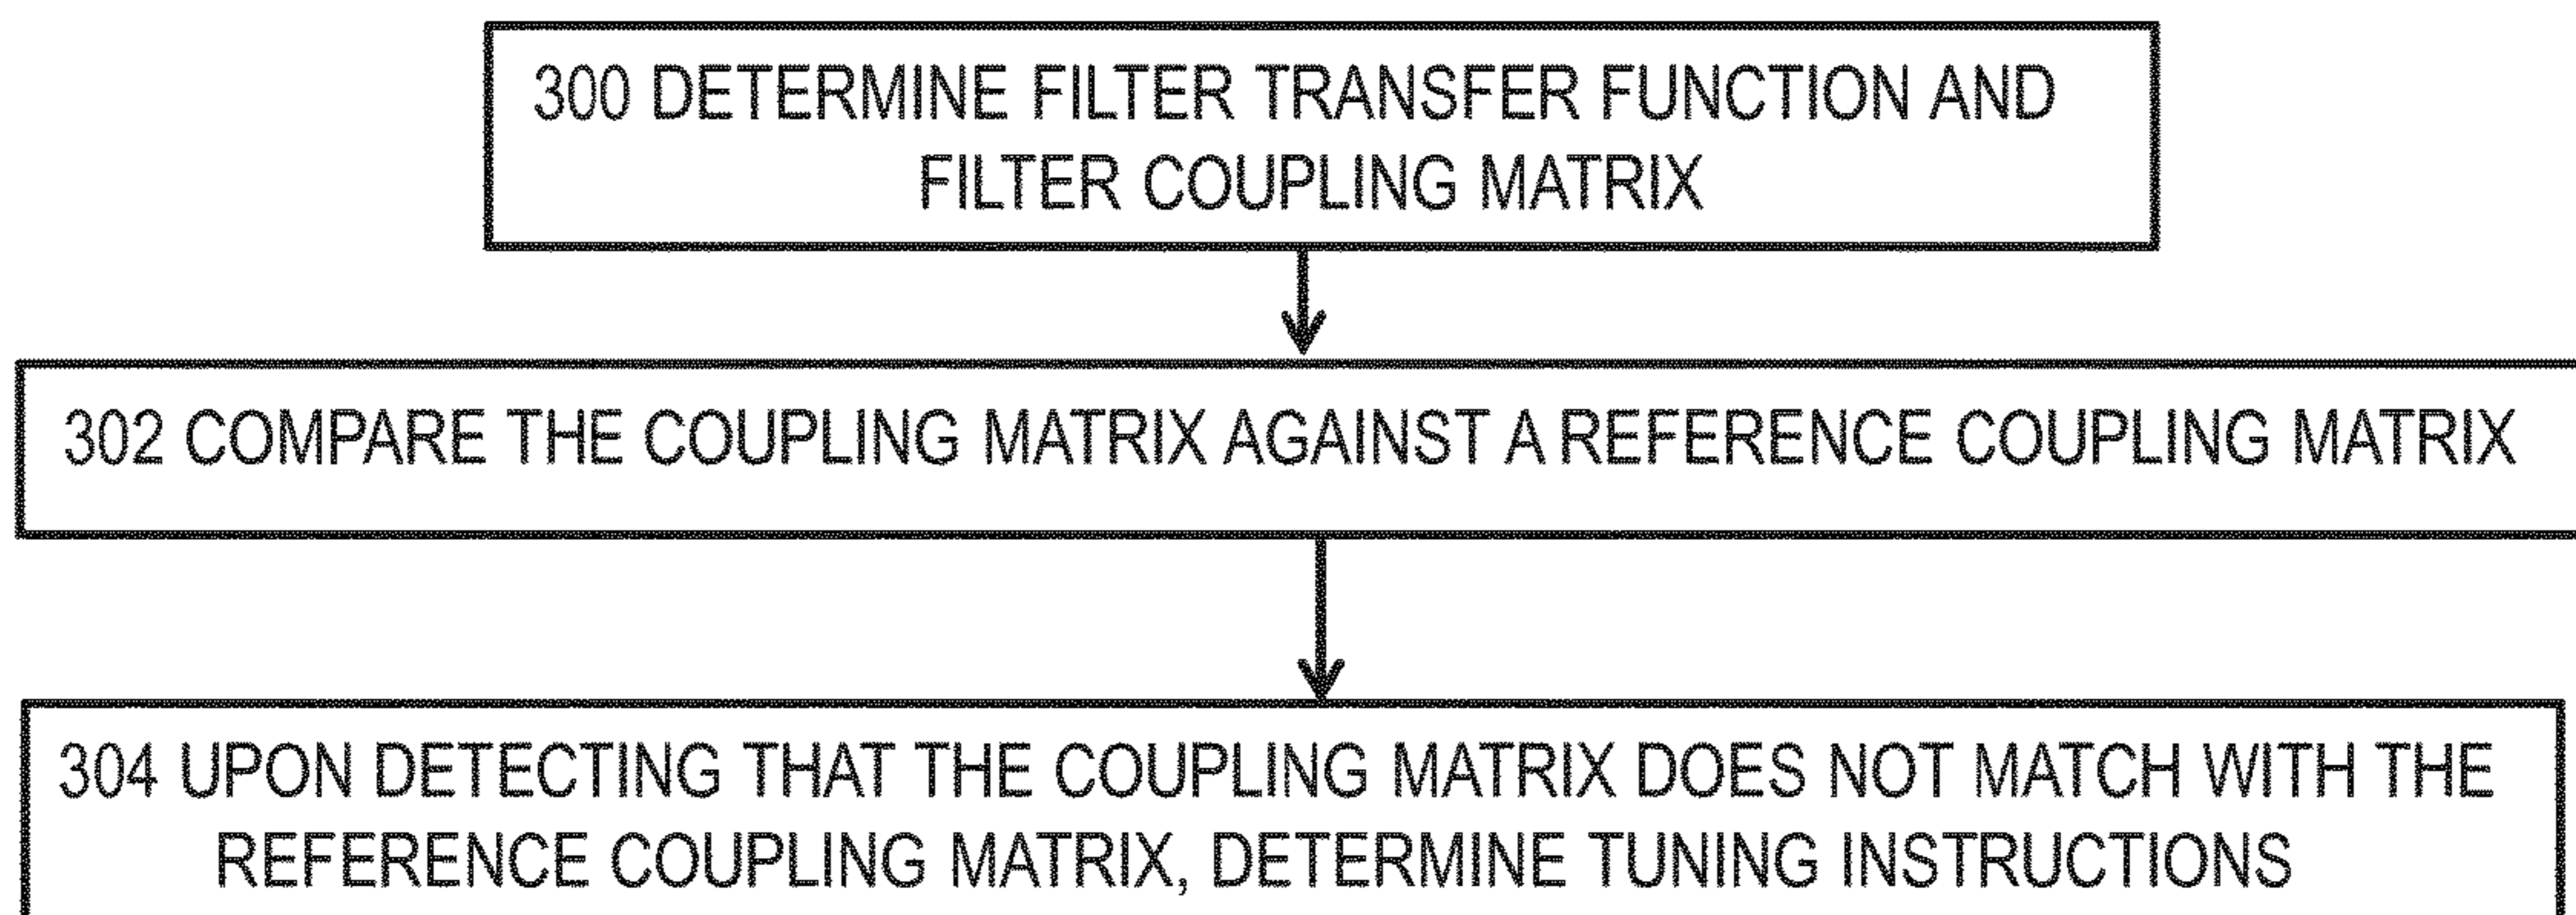 300 DETERMINE FILTER TRANSFER FUNCTION AND
FILTER COUPLING MATRIX
302 COMPARE THE COUPLING MATRIX AGAINST A REFERENCE COUPLING MATRIX
304 UPON DETECTING THAT THE COUPLING MATRIX DOES NOT MATCH WITH THE
REFERENCE COUPLING MATRIX, DETERMINE TUNING INSTRUCTIONS